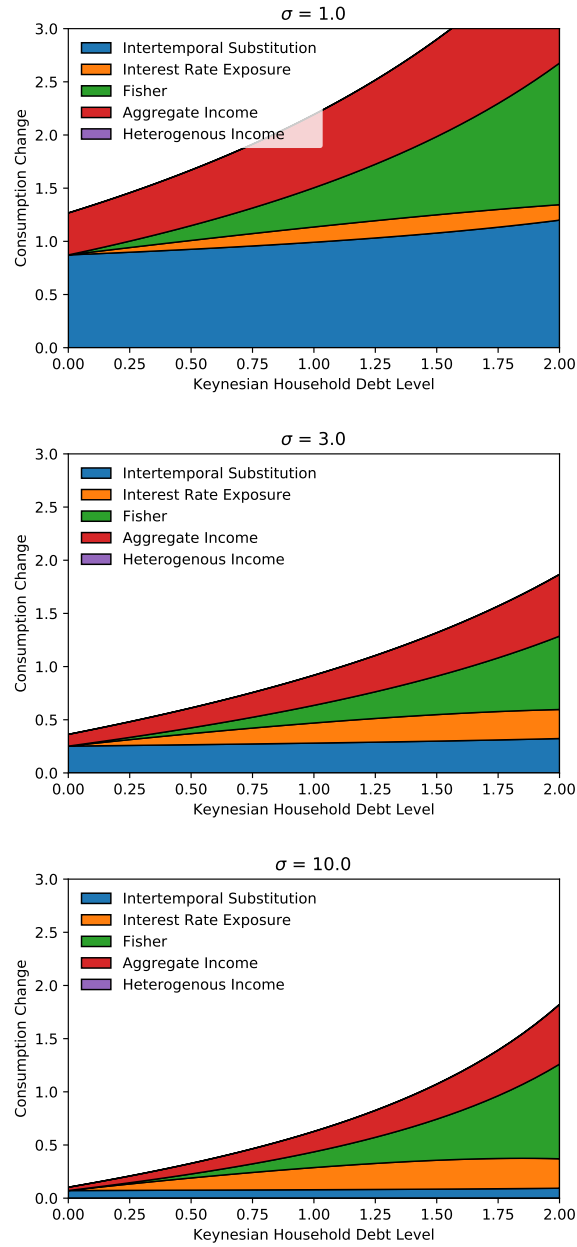 σ = 1.0
3.0
2.5
2.0
1.5
1.0
0.5
0.0
Consumption Change
Intertemporal Substitution
Interest Rate Exposure
Fisher
Aggregate Income
Heterogenous Income
0.00 0.25 0.50 0.75 1.00 1.25 1.50 1.75 2.00
Keynesian Household Debt Level
σ = 3.0
3.0
2.5
2.0
1.5
1.0
0.5
0.0
Consumption Change
Intertemporal Substitution
Interest Rate Exposure
Fisher
Aggregate Income
Heterogenous Income
0.00 0.25 0.50 0.75 1.00 1.25 1.50 1.75 2.00
Keynesian Household Debt Level
σ = 10.0
3.0
2.5
2.0
1.5
1.0
0.5
0.0
Consumption Change
Intertemporal Substitution
Interest Rate Exposure
Fisher
Aggregate Income
Heterogenous Income
0.00 0.25 0.50 0.75 1.00 1.25 1.50 1.75 2.00
Keynesian Household Debt Level